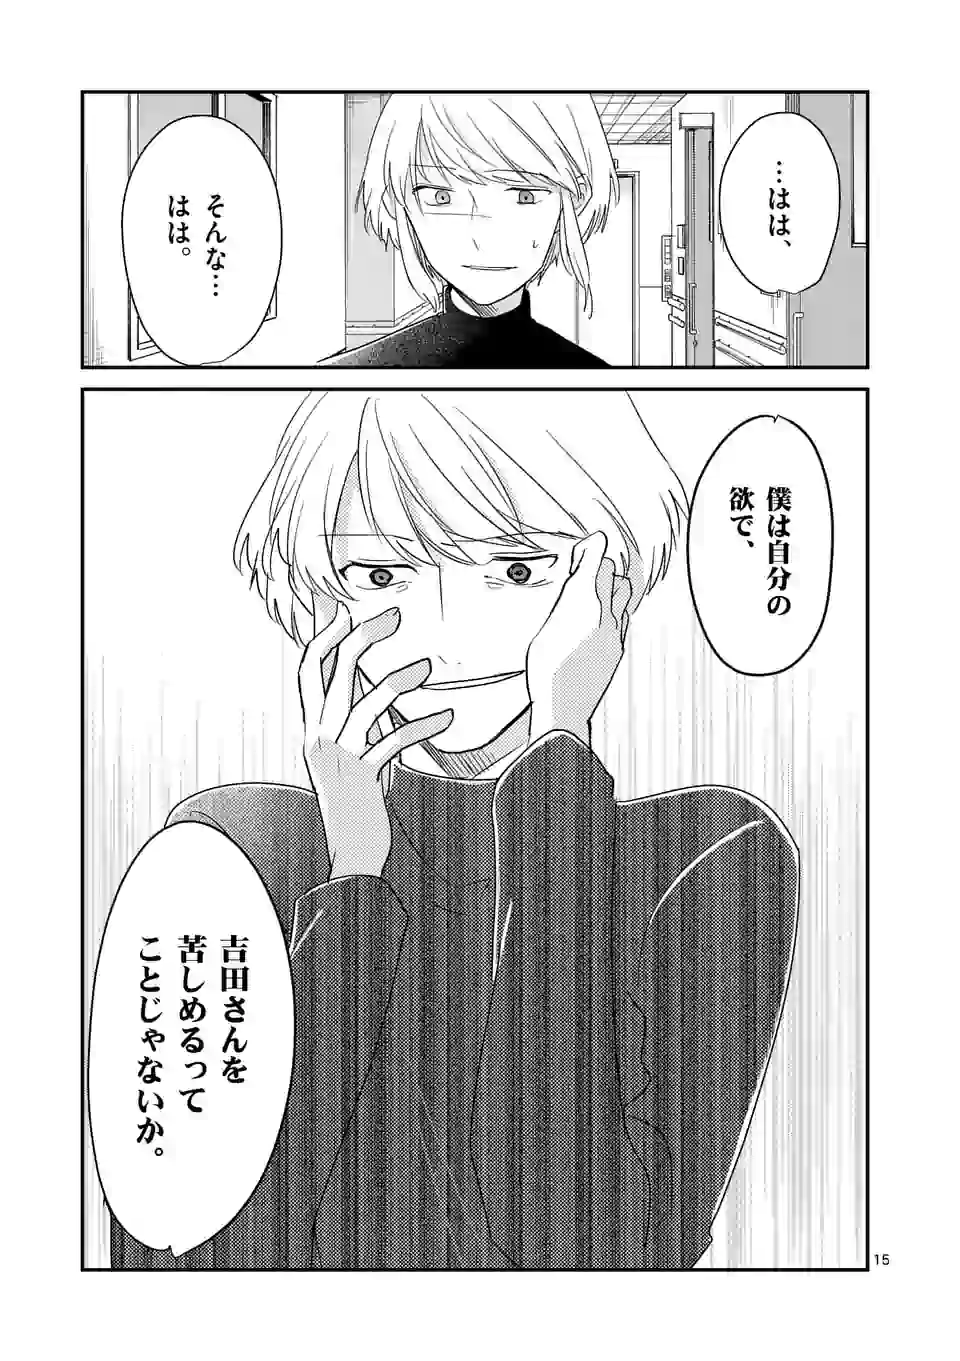 …はは、
そんな…
はは。
僕は自分の
欲で、
吉田さんを
苦しめるって
ことじゃないか。
15